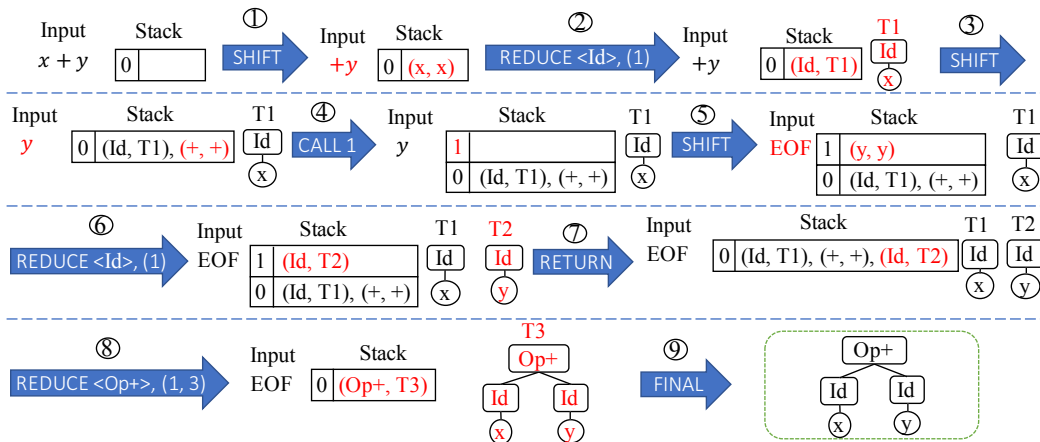 ① ② ③
Input Stack Input Stack Input Stack T1
x + y 0 SHIFT +y 0 (x, x) REDUCE <Id>, (1) +y 0 (Id, T1) Id x SHIFT
④ ⑤
Input Stack T1 Input Stack T1 Input Stack T1
y 0 (Id, T1), (+, +) Id x CALL 1 y 1 Id x SHIFT EOF 1 (y, y) Id x
0 (Id, T1), (+, +) 0 (Id, T1), (+, +)
⑥ ⑦
Input Stack T1 T2 Input Stack T1 T2
REDUCE <Id>, (1) EOF 1 (Id, T2) Id Id RETURN EOF 0 (Id, T1), (+, +), (Id, T2) Id Id
0 (Id, T1), (+, +) x y x y
⑧ T3 ⑨
Input Stack Op+ Op+
REDUCE <Op+>, (1, 3) EOF 0 (Op+, T3) Id Id FINAL Id Id
x y x y